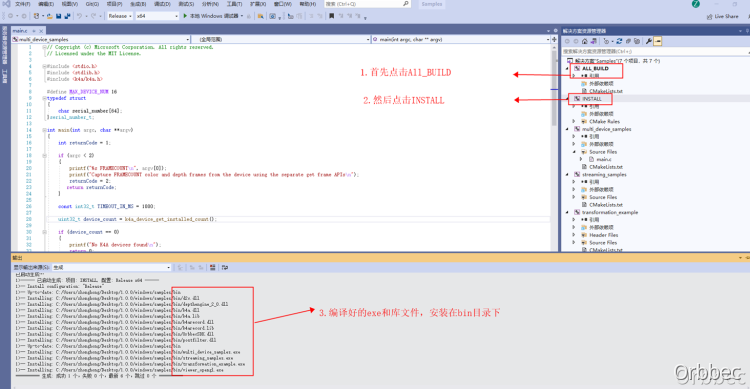 文件(F) 编辑(E) 视图(V) Git(G) 项目(P) 生成(B) 调试(D) 测试(S) 分析(N) 工具(T) 扩展(X) 窗口(W) 帮助(H) 搜索(Ctrl+Q) Samples
Release x64 本地 Windows 调试器 Live Share
main.c
multi_device_samples (全局范围) main(int argc, char ** argv)
// Copyright (c) Microsoft Corporation. All rights reserved.
// Licensed under the MIT License.
#include <stdio.h>
#include <stdlib.h>
#include <k4a/k4a.h>
#define MAX_DEVICE_NUM 16
typedef struct
{
char serial_number[64];
}serial_number_t;
int main(int argc, char **argv)
{
int returnCode = 1;
if (argc < 2)
{
printf("%s FRAMECOUNT\n", argv[0]);
printf("Capture FRAMECOUNT color and depth frames from the device using the separate get frame APIs\n");
returnCode = 2;
return returnCode;
}
const int32_t TIMEOUT_IN_MS = 1000;
uint32_t device_count = k4a_device_get_installed_count();
if (device_count == 0)
{
printf("No K4A devices found\n");
return 0;
1.首先点击All_BUILD
2.然后点击INSTALL
解决方案资源管理器
搜索解决方案资源管理器(Ctrl+;)
解决方案"Samples"(7 个项目，共 7 个)
ALL_BUILD
引用
外部依赖项
CMakeLists.txt
INSTALL
引用
外部依赖项
CMake Rules
multi_device_samples
引用
外部依赖项
Source Files
main.c
CMakeLists.txt
streaming_samples
引用
外部依赖项
Source Files
CMakeLists.txt
transformation_example
引用
外部依赖项
Header Files
Source Files
CMakeLists.txt
输出
显示输出来源(S): 生成
已启动生成…
1>------ 已启动生成: 项目: INSTALL, 配置: Release x64 ------
1>-- Install configuration: "Release"
1>-- Up-to-date: C:/Users/zhonghong/Desktop/1.0.0/windows/samples/bin
1>-- Installing: C:/Users/zhonghong/Desktop/1.0.0/windows/samples/bin/d2c.dll
1>-- Installing: C:/Users/zhonghong/Desktop/1.0.0/windows/samples/bin/depthengine_2_0.dll
1>-- Installing: C:/Users/zhonghong/Desktop/1.0.0/windows/samples/bin/k4a.dll
1>-- Installing: C:/Users/zhonghong/Desktop/1.0.0/windows/samples/bin/k4a.lib
1>-- Installing: C:/Users/zhonghong/Desktop/1.0.0/windows/samples/bin/k4arecord.dll
1>-- Installing: C:/Users/zhonghong/Desktop/1.0.0/windows/samples/bin/k4arecord.lib
1>-- Installing: C:/Users/zhonghong/Desktop/1.0.0/windows/samples/bin/OrbbecSDK.dll
1>-- Installing: C:/Users/zhonghong/Desktop/1.0.0/windows/samples/bin/postfilter.dll
1>-- Up-to-date: C:/Users/zhonghong/Desktop/1.0.0/windows/samples/bin
1>-- Installing: C:/Users/zhonghong/Desktop/1.0.0/windows/samples/bin/multi_device_samples.exe
1>-- Installing: C:/Users/zhonghong/Desktop/1.0.0/windows/samples/bin/streaming_samples.exe
1>-- Installing: C:/Users/zhonghong/Desktop/1.0.0/windows/samples/bin/transformation_example.exe
1>-- Installing: C:/Users/zhonghong/Desktop/1.0.0/windows/samples/bin/viewer_opengl.exe
========== 生成: 成功 1 个，失败 0 个，最新 6 个，跳过 0 个 ==========
3.编译好的exe和库文件，安装在bin目录下
Orbbec